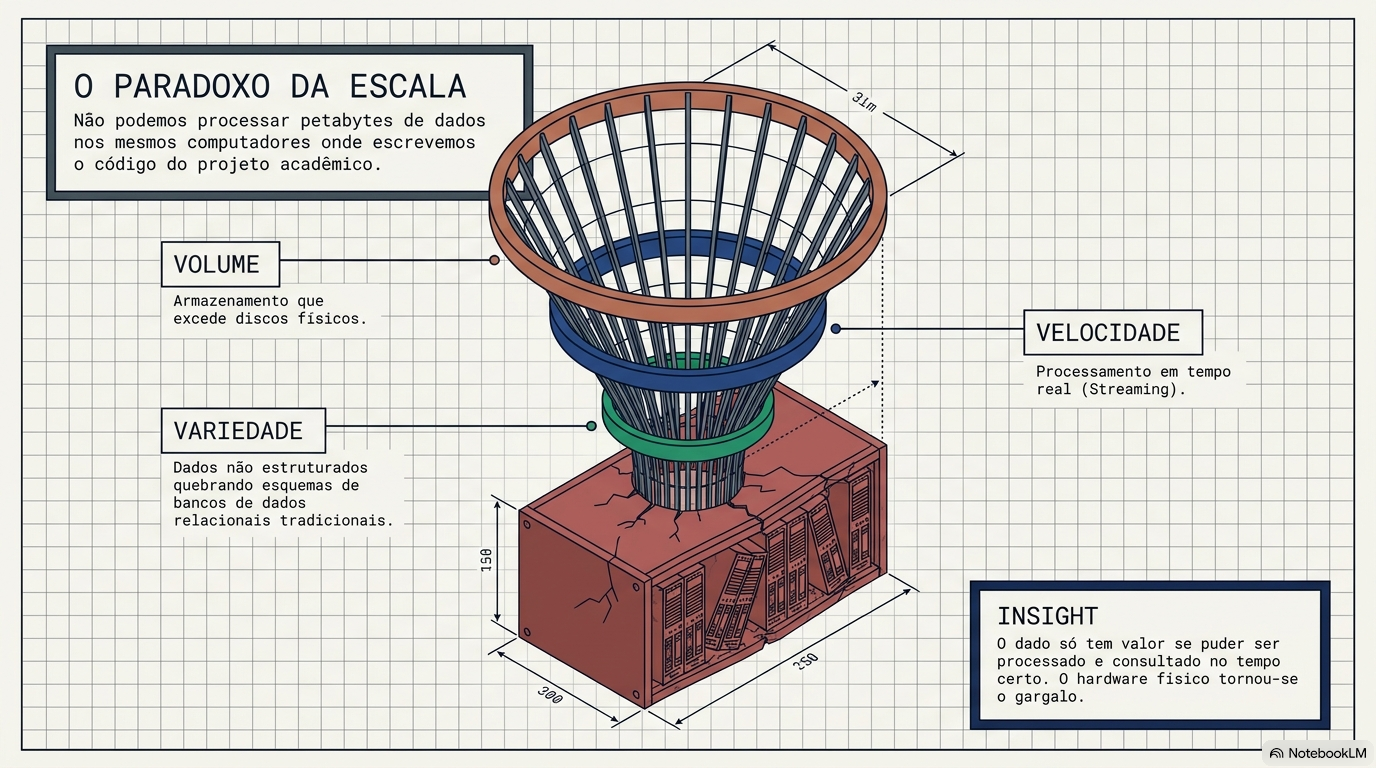 O PARADOXO DA ESCALA
Não podemos processar petabytes de dados
nos mesmos computadores onde escrevemos
o código do projeto acadêmico.
31m
VOLUME
Armazenamento que
excede discos físicos.
VELOCIDADE
Processamento em tempo
real (Streaming).
VARIEDADE
Dados não estruturados
quebrando esquemas de
bancos de dados
relacionais tradicionais.
300
INSIGHT
O dado só tem valor se puder ser
processado e consultado no tempo
certo. O hardware físico tornou-se
o gargalo.
NotebookLM